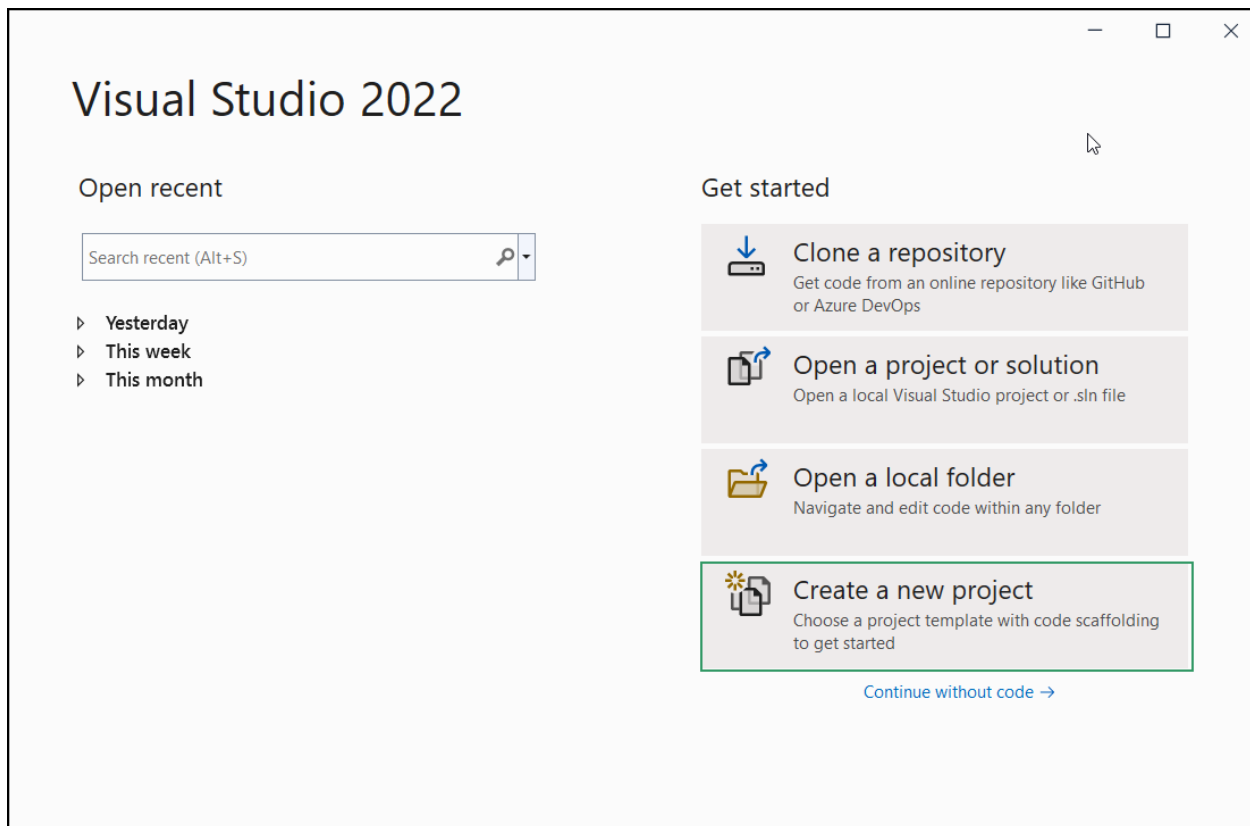 Visual Studio 2022
Open recent
Search recent (Alt+S)
Yesterday
This week
This month
Get started
Clone a repository
Get code from an online repository like GitHub
or Azure DevOps
Open a project or solution
Open a local Visual Studio project or .sln file
Open a local folder
Navigate and edit code within any folder
Create a new project
Choose a project template with code scaffolding
to get started
Continue without code →